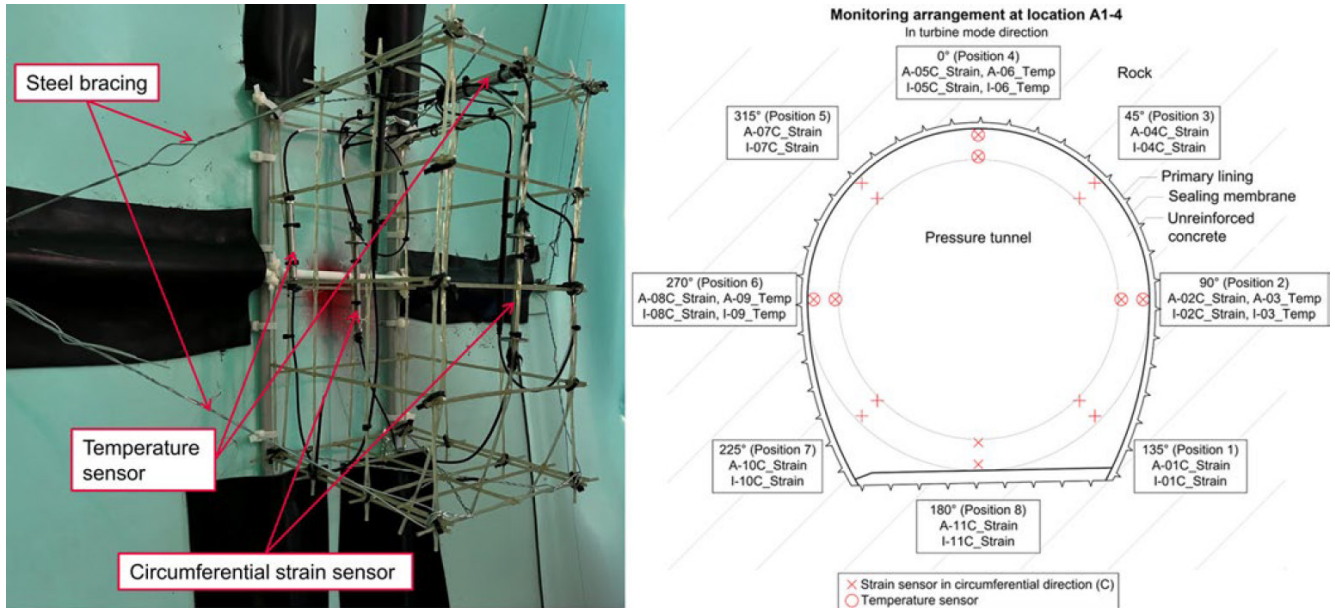 Steel bracing
Temperature
sensor
Circumferential strain sensor
Monitoring arrangement at location A1-4
In turbine mode direction
0° (Position 4)
A-05C_Strain, A-06_Temp
I-05C_Strain, I-06_Temp
Rock
315° (Position 5)
A-07C_Strain
I-07C_Strain
45° (Position 3)
A-04C_Strain
I-04C_Strain
Primary lining
Sealing membrane
Unreinforced
concrete
Pressure tunnel
270° (Position 6)
A-08C_Strain, A-09_Temp
I-08C_Strain, I-09_Temp
90° (Position 2)
A-02C_Strain, A-03_Temp
I-02C_Strain, I-03_Temp
225° (Position 7)
A-10C_Strain
I-10C_Strain
135° (Position 1)
A-01C_Strain
I-01C_Strain
180° (Position 8)
A-11C_Strain
I-11C_Strain
Strain sensor in circumferential direction (C)
Temperature sensor